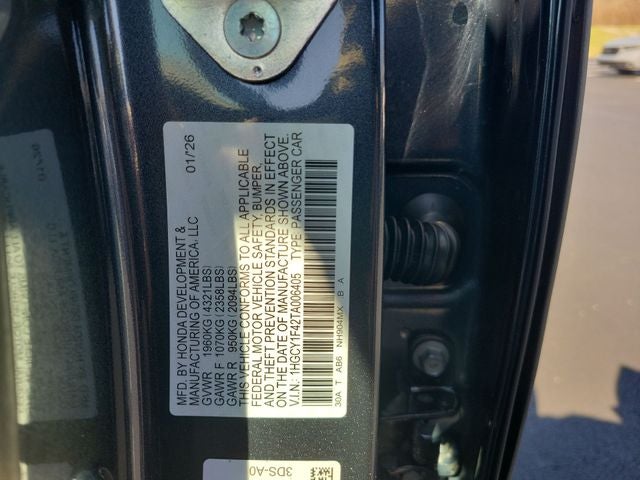 MFD. BY HONDA DEVELOPMENT & 01/'26
MANUFACTURING OF AMERICA, LLC
GVWR 1960KG(4321LBS)
GAWR F 1070KG(2358LBS)
GAWR R 950KG(2094LBS)
THIS VEHICLE CONFORMS TO ALL APPLICABLE
FEDERAL MOTOR VEHICLE SAFETY, BUMPER,
AND THEFT PREVENTION STANDARDS IN EFFECT
ON THE DATE OF MANUFACTURE SHOWN ABOVE.
V.I.N.: 1HGCY1F42TA006405 TYPE: PASSENGER CAR
30A T AB6 NH904MX B A
3DS-A0